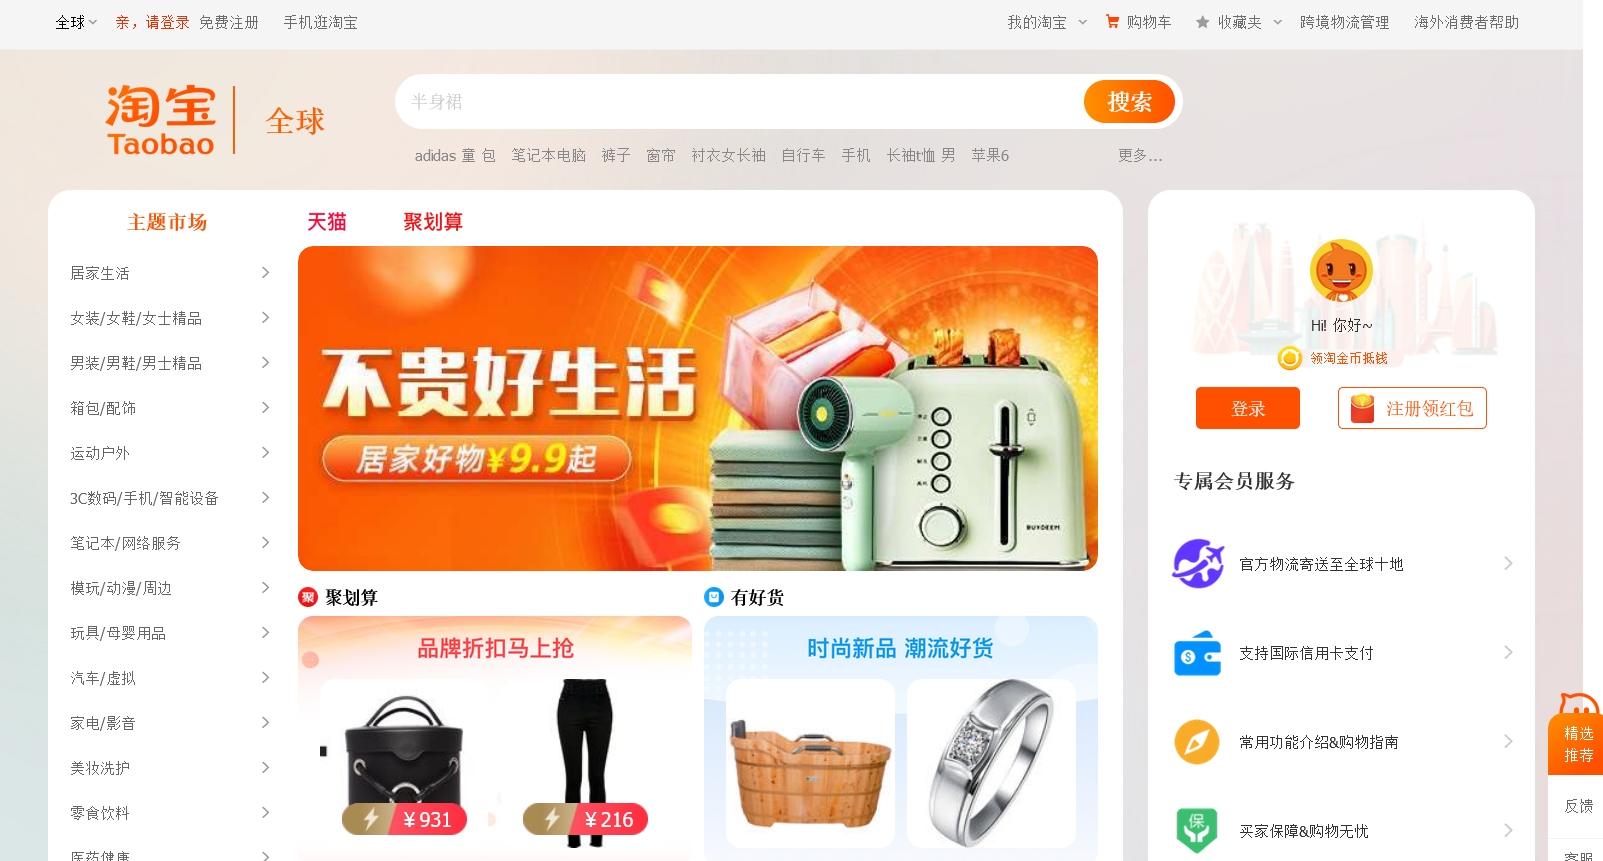 全球
亲，请登录 免费注册
手机逛淘宝
我的淘宝
购物车
收藏夹
跨境物流管理
海外消费者帮助
淘宝
Taobao
全球
半身裙
搜索
adidas 童 包 笔记本电脑 裤子 窗帘 衬衣女长袖 自行车 手机 长袖t恤 男 苹果6
更多...
主题市场
天猫
聚划算
居家生活
女装/女鞋/女士精品
男装/男鞋/男士精品
箱包/配饰
运动户外
3C数码/手机/智能设备
笔记本/网络服务
模玩/动漫/周边
玩具/母婴用品
汽车/虚拟
家电/影音
美妆洗护
零食饮料
医药健康
不贵好生活
居家好物¥9.9起
BUYDEEM
聚 聚划算
品牌折扣马上抢
¥931
¥216
有好货
时尚新品 潮流好货
Hi! 你好~
领淘金币抵钱
登录
注册领红包
专属会员服务
官方物流寄送至全球十地
支持国际信用卡支付
常用功能介绍&购物指南
保
买家保障&购物无忧
精选
推荐
反馈
客服